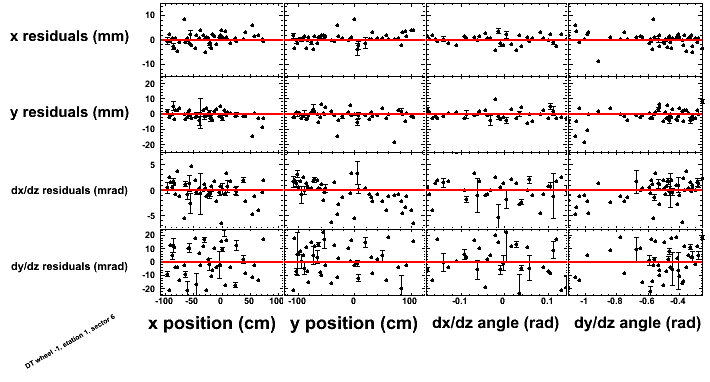 x residuals (mm)
10
0
-10
y residuals (mm)
20
10
0
-10
-20
dx/dz residuals (mrad)
5
0
-5
dy/dz residuals (mrad)
20
10
0
-10
-20
-100 -50 0 50 100
-100 0 100
-0.1 0 0.1
-1 -0.8 -0.6 -0.4
x position (cm) y position (cm) dx/dz angle (rad) dy/dz angle (rad)
DT wheel -1, station 1, sector 6